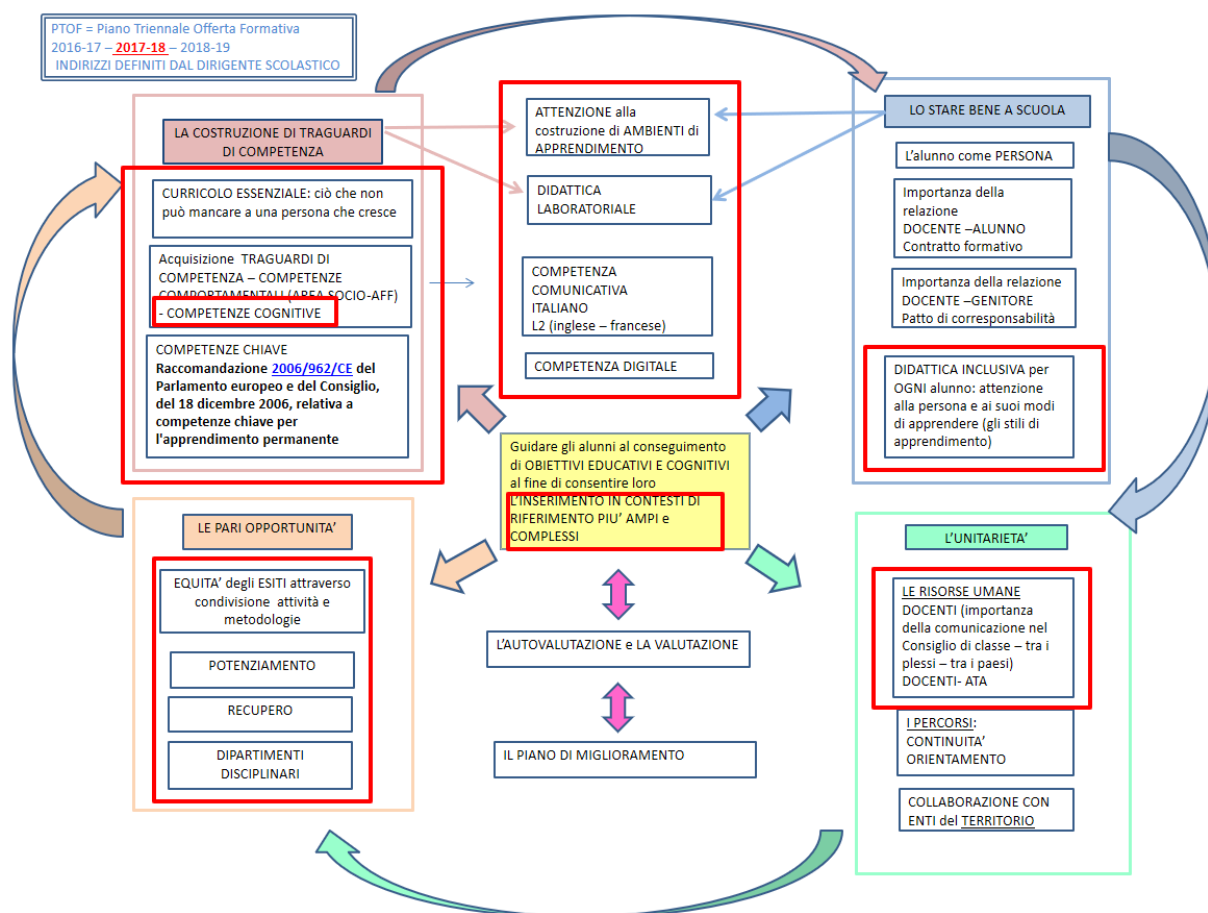 PTOF = Piano Triennale Offerta Formativa
2016-17 – 2017-18 – 2018-19
INDIRIZZI DEFINITI DAL DIRIGENTE SCOLASTICO
LA COSTRUZIONE DI TRAGUARDI
DI COMPETENZA
CURRICOLO ESSENZIALE: ciò che non
può mancare a una persona che cresce
Acquisizione TRAGUARDI DI
COMPETENZA – COMPETENZE
COMPORTAMENTALI (AREA SOCIO-AFF)
- COMPETENZE COGNITIVE
COMPETENZE CHIAVE
Raccomandazione 2006/962/CE del
Parlamento europeo e del Consiglio,
del 18 dicembre 2006, relativa a
competenze chiave per
l'apprendimento permanente
ATTENZIONE alla
costruzione di AMBIENTI di
APPRENDIMENTO
DIDATTICA
LABORATORIALE
COMPETENZA
COMUNICATIVA
ITALIANO
L2 (inglese – francese)
COMPETENZA DIGITALE
LO STARE BENE A SCUOLA
L'alunno come PERSONA
Importanza della
relazione
DOCENTE –ALUNNO
Contratto formativo
Importanza della relazione
DOCENTE –GENITORE
Patto di corresponsabilità
DIDATTICA INCLUSIVA per
OGNI alunno: attenzione
alla persona e ai suoi modi
di apprendere (gli stili di
apprendimento)
Guidare gli alunni al conseguimento
di OBIETTIVI EDUCATIVI E COGNITIVI
al fine di consentire loro
L'INSERIMENTO IN CONTESTI DI
RIFERIMENTO PIU' AMPI e
COMPLESSI
LE PARI OPPORTUNITA'
EQUITA' degli ESITI attraverso
condivisione attività e
metodologie
POTENZIAMENTO
RECUPERO
DIPARTIMENTI
DISCIPLINARI
L'AUTOVALUTAZIONE e LA VALUTAZIONE
IL PIANO DI MIGLIORAMENTO
L'UNITARIETA'
LE RISORSE UMANE
DOCENTI (importanza
della comunicazione nel
Consiglio di classe – tra i
plessi – tra i paesi)
DOCENTI- ATA
I PERCORSI:
CONTINUITA'
ORIENTAMENTO
COLLABORAZIONE CON
ENTI del TERRITORIO